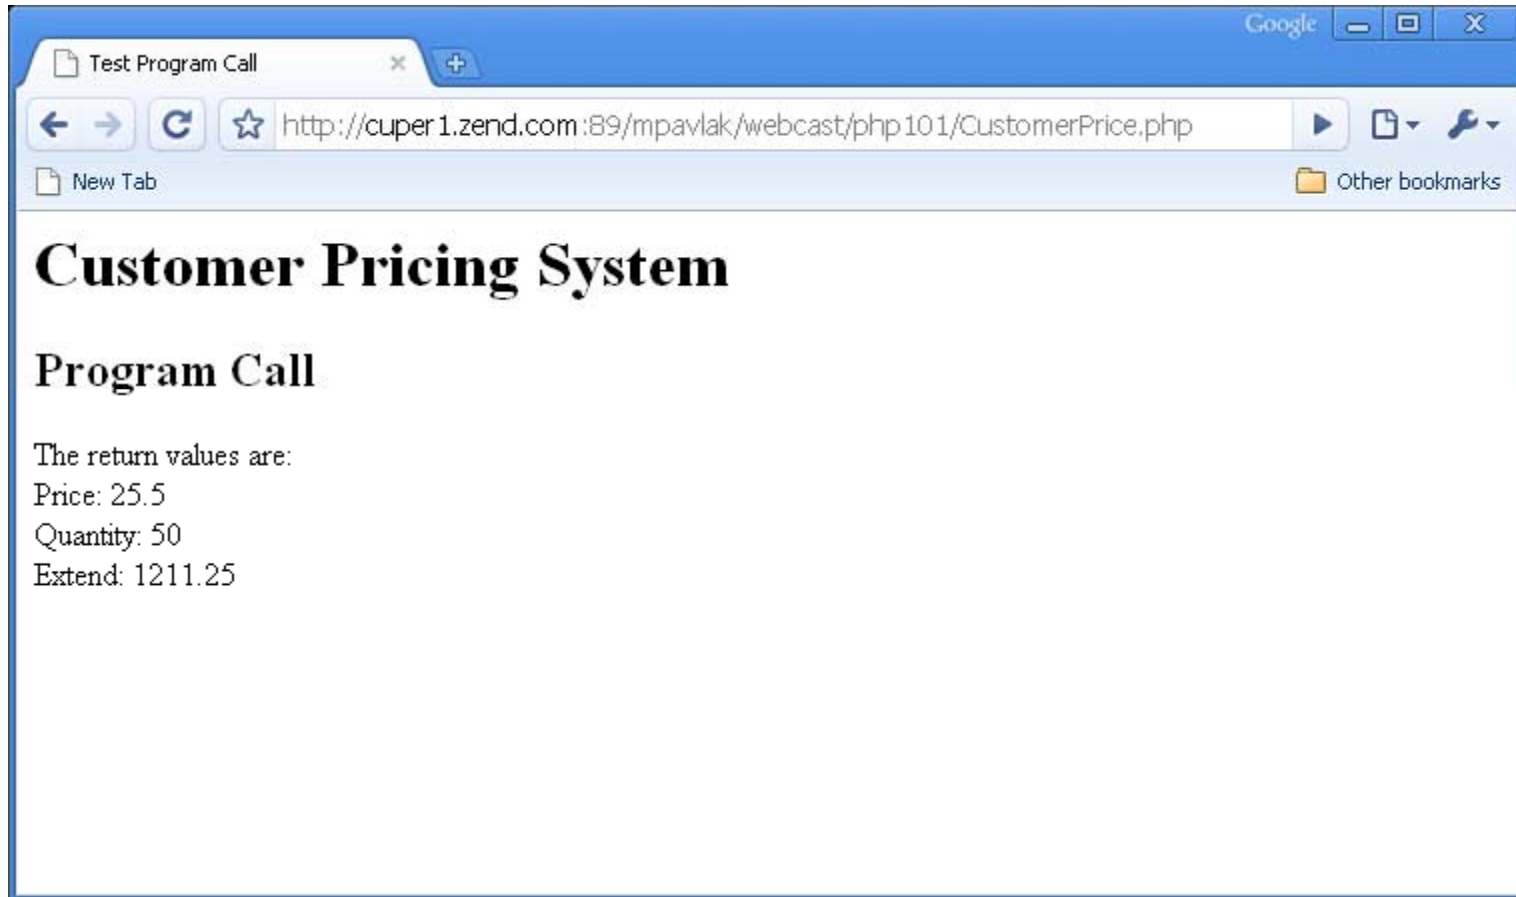 Google
Test Program Call
http://cuper1.zend.com:89/mpavlak/webcast/php101/CustomerPrice.php
New Tab
Other bookmarks
Customer Pricing System
Program Call
The return values are:
Price: 25.5
Quantity: 50
Extend: 1211.25